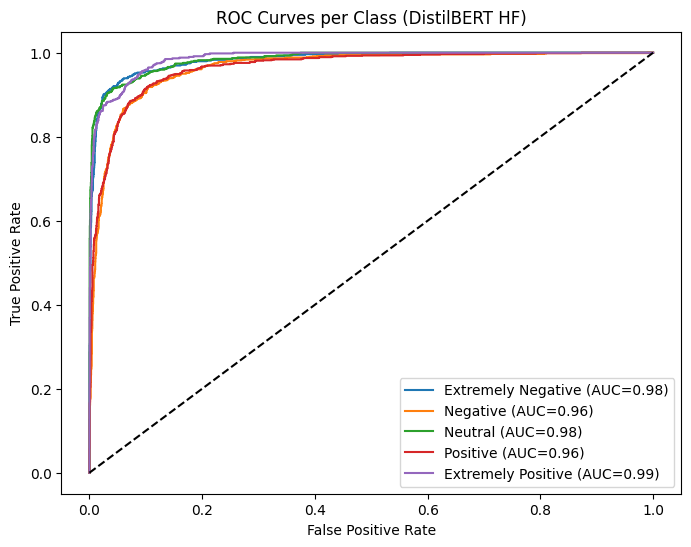 ROC Curves per Class (DistilBERT HF)
True Positive Rate
1.0
0.8
0.6
0.4
0.2
0.0
Extremely Negative (AUC=0.98)
Negative (AUC=0.96)
Neutral (AUC=0.98)
Positive (AUC=0.96)
Extremely Positive (AUC=0.99)
0.0 0.2 0.4 0.6 0.8 1.0
False Positive Rate